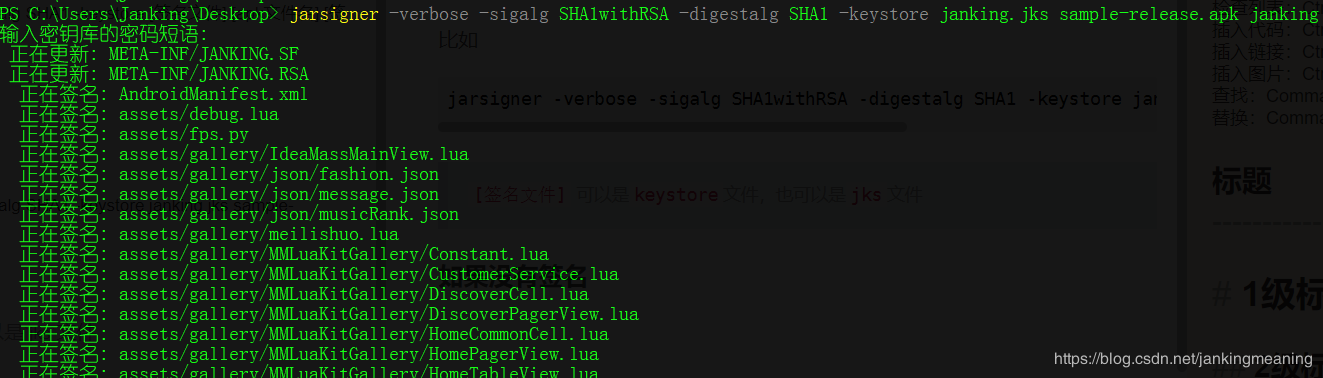 PS C:\Users\Janking\Desktop> jarsigner -verbose -sigalg SHA1withRSA -digestalg SHA1 -keystore janking.jks sample-release.apk janking
输入密钥库的密码短语:
正在更新: META-INF/JANKING.SF
正在更新: META-INF/JANKING.RSA
正在签名: AndroidManifest.xml
正在签名: assets/debug.lua
正在签名: assets/fps.py
正在签名: assets/gallery/IdeaMassMainView.lua
正在签名: assets/gallery/json/fashion.json
正在签名: assets/gallery/json/message.json
正在签名: assets/gallery/json/musicRank.json
正在签名: assets/gallery/meilishuo.lua
正在签名: assets/gallery/MMLuaKitGallery/Constant.lua
正在签名: assets/gallery/MMLuaKitGallery/CustomerService.lua
正在签名: assets/gallery/MMLuaKitGallery/DiscoverCell.lua
正在签名: assets/gallery/MMLuaKitGallery/DiscoverPagerView.lua
正在签名: assets/gallery/MMLuaKitGallery/HomeCommonCell.lua
正在签名: assets/gallery/MMLuaKitGallery/HomePagerView.lua
正在签名: assets/gallery/MMLuaKitGallery/HomeTableView.lua
比如
jarsigner -verbose -sigalg SHA1withRSA -digestalg SHA1 -keystore jan
[签名文件] 可以是 keystore 文件，也可以是 jks 文件
插入代码：Ct
插入链接：Ct
插入图片：Ct
查找：Comma
替换：Comma
标题
# 1级标
https://blog.csdn.net/jankingmeaning